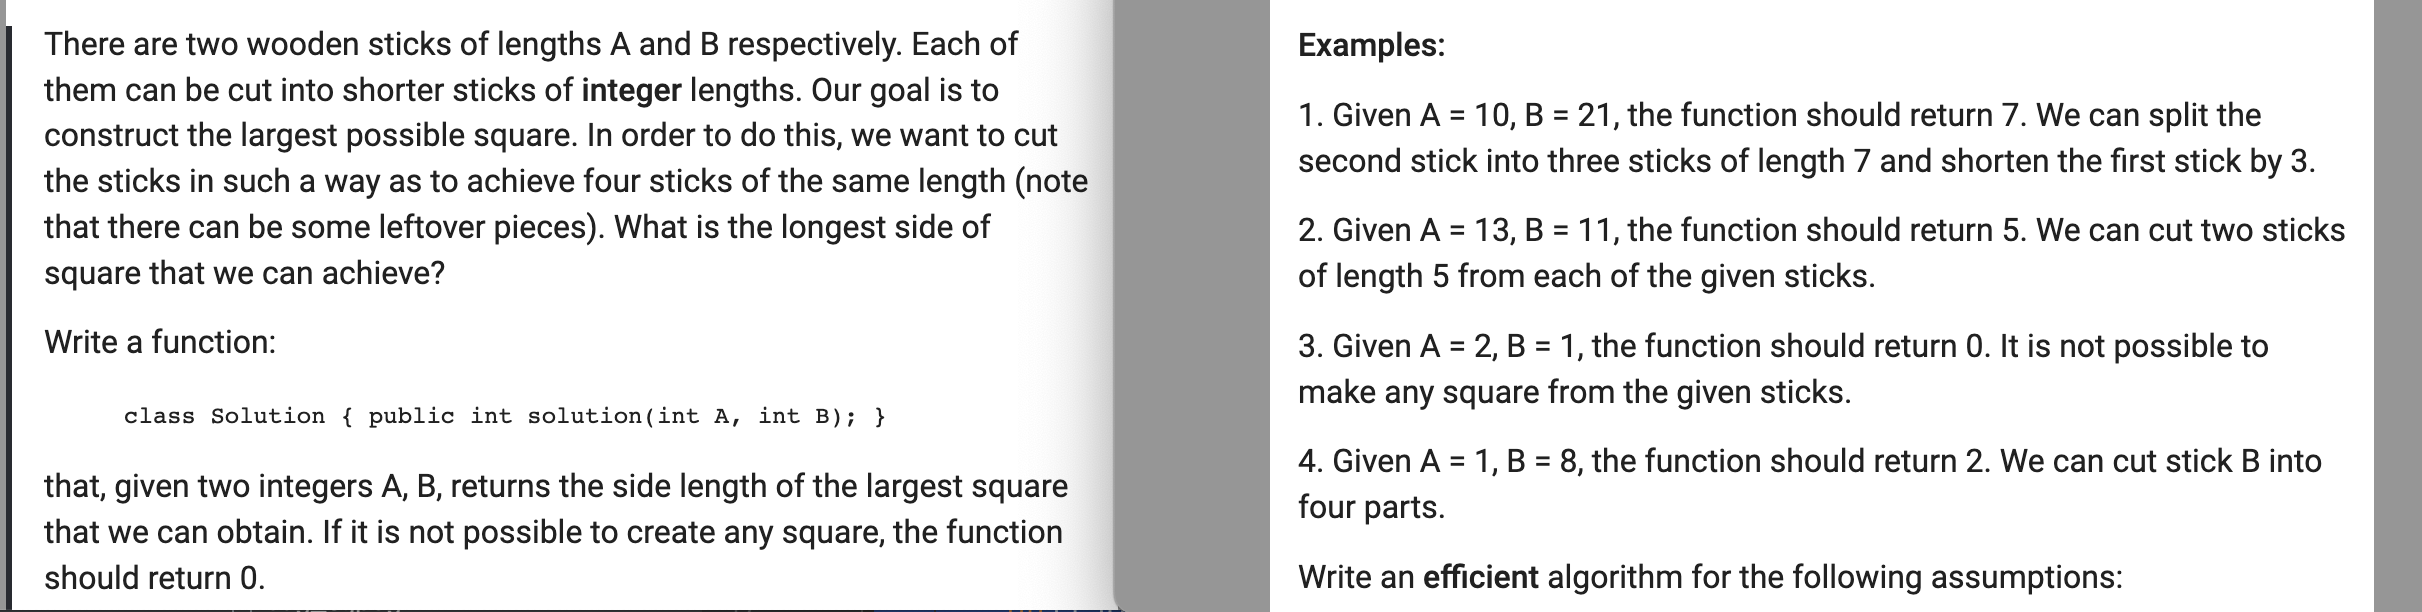 There are two wooden sticks of lengths A and B respectively. Each of
them can be cut into shorter sticks of integer lengths. Our goal is to
construct the largest possible square. In order to do this, we want to cut
the sticks in such a way as to achieve four sticks of the same length (note
that there can be some leftover pieces). What is the longest side of
square that we can achieve?
Write a function:
class Solution { public int solution(int A, int B); }
that, given two integers A, B, returns the side length of the largest square
that we can obtain. If it is not possible to create any square, the function
should return 0.
Examples:
1. Given A = 10, B = 21, the function should return 7. We can split the
second stick into three sticks of length 7 and shorten the first stick by 3.
2. Given A = 13, B = 11, the function should return 5. We can cut two sticks
of length 5 from each of the given sticks.
3. Given A = 2, B = 1, the function should return 0. It is not possible to
make any square from the given sticks.
4. Given A = 1, B = 8, the function should return 2. We can cut stick B into
four parts.
Write an efficient algorithm for the following assumptions: